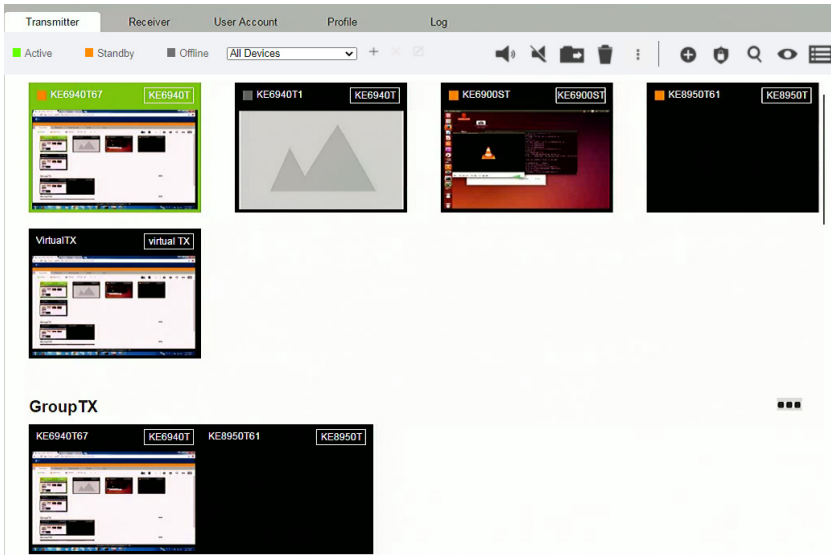 Transmitter Receiver User Account Profile Log
Active Standby Offline All Devices
KE6940T67 KE6940T KE6940T1 KE6940T KE6900ST KE6900ST KE8950T61 KE8950T
VirtualTX virtual TX
GroupTX
KE6940T67 KE6940T KE8950T61 KE8950T